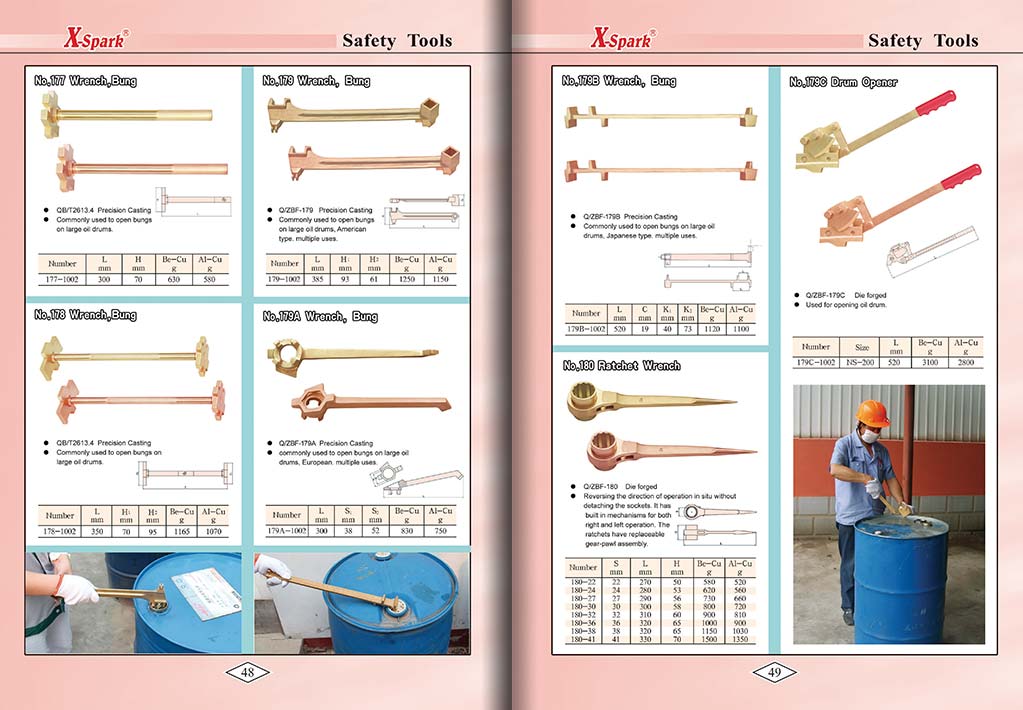 X-Spark®
Safety Tools
No,177 Wrench,Bung
QB/T2613.4 Precision Casting
Commonly used to open bungs
on large oil drums.
Number L mm H mm Be-Cu g Al-Cu g
177-1002 300 70 630 580
No,179 Wrench, Bung
Q/ZBF-179 Precision Casting
Commonly used to open bungs
on large oil drums, American
type. multiple uses.
Number L mm H1 mm H2 mm Be-Cu g Al-Cu g
179-1002 385 93 61 1250 1150
No,178 Wrench,Bung
QB/T2613.4 Precision Casting
Commonly used to open bungs on
large oil drums.
Number L mm H1 mm H2 mm Be-Cu g Al-Cu g
178-1002 350 70 95 1165 1070
No,179A Wrench, Bung
Q/ZBF-179A Precision Casting
commonly used to open bungs on large oil
drums, European. multiple uses.
Number L mm S1 mm S2 mm Be-Cu g Al-Cu g
179A-1002 300 38 52 830 750
48
X-Spark®
Safety Tools
No,179B Wrench, Bung
Q/ZBF-179B Precision Casting
Commonly used to open bungs on large oil
drums, Japanese type. multiple uses.
Number L mm C mm K1 mm K2 mm Be-Cu g Al-Cu g
179B-1002 520 19 40 73 1120 1100
No,180 Ratchet Wrench
Q/ZBF-180 Die forged
Reversing the direction of operation in situ without
detaching the sockets. It has
built in mechanisms for both
right and left operation. The
ratchets have replaceable
gear-pawl assembly.
Number S mm L mm H mm Be-Cu g Al-Cu g
180-22 22 270 50 580 520
180-24 24 280 53 620 560
180-27 27 290 56 730 660
180-30 30 300 58 800 720
180-32 32 310 60 900 810
180-36 36 320 65 1000 900
180-38 38 320 65 1150 1030
180-41 41 330 70 1500 1350
No,179C Drum Opener
Q/ZBF-179C Die forged
Used for opening oil drum.
Number Size L mm Be-Cu g Al-Cu g
179C-1002 NS-200 520 3100 2800
49